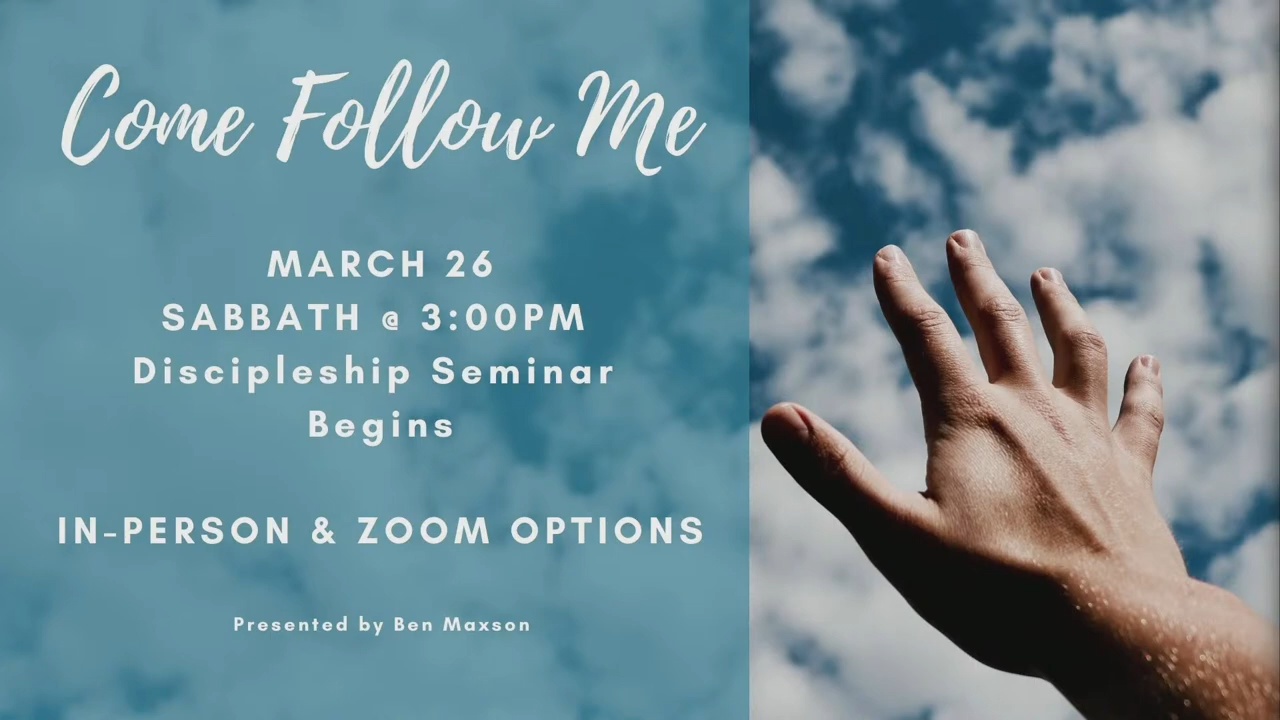 Come Follow Me
MARCH 26
SABBATH @ 3:00PM
Discipleship Seminar
Begins
IN-PERSON & ZOOM OPTIONS
Presented by Ben Maxson